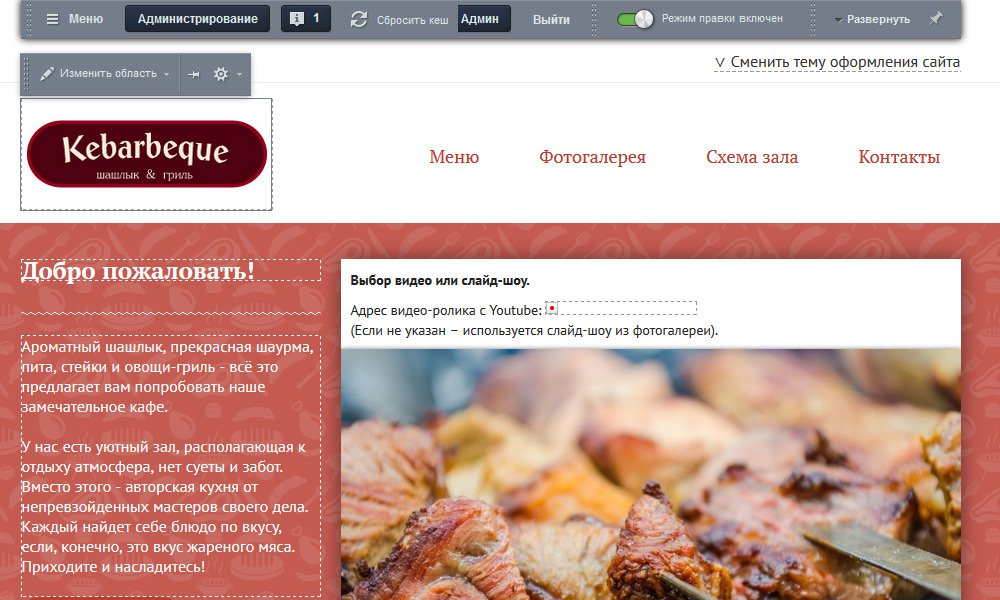 Меню Администрирование 1 Сбросить кеш Админ Выйти Режим правки включен Развернуть
Изменить область
∨ Сменить тему оформления сайта
Kebarbeque
шашлык & гриль
Меню Фотогалерея Схема зала Контакты
Добро пожаловать!
Ароматный шашлык, прекрасная шаурма,
пита, стейки и овощи-гриль - всё это
предлагает вам попробовать наше
замечательное кафе.
У нас есть уютный зал, располагающая к
отдыху атмосфера, нет суеты и забот.
Вместо этого - авторская кухня от
непревзойденных мастеров своего дела.
Каждый найдет себе блюдо по вкусу,
если, конечно, это вкус жареного мяса.
Приходите и насладитесь!
Выбор видео или слайд-шоу.
Адрес видео-ролика с Youtube:
(Если не указан – используется слайд-шоу из фотогалереи).